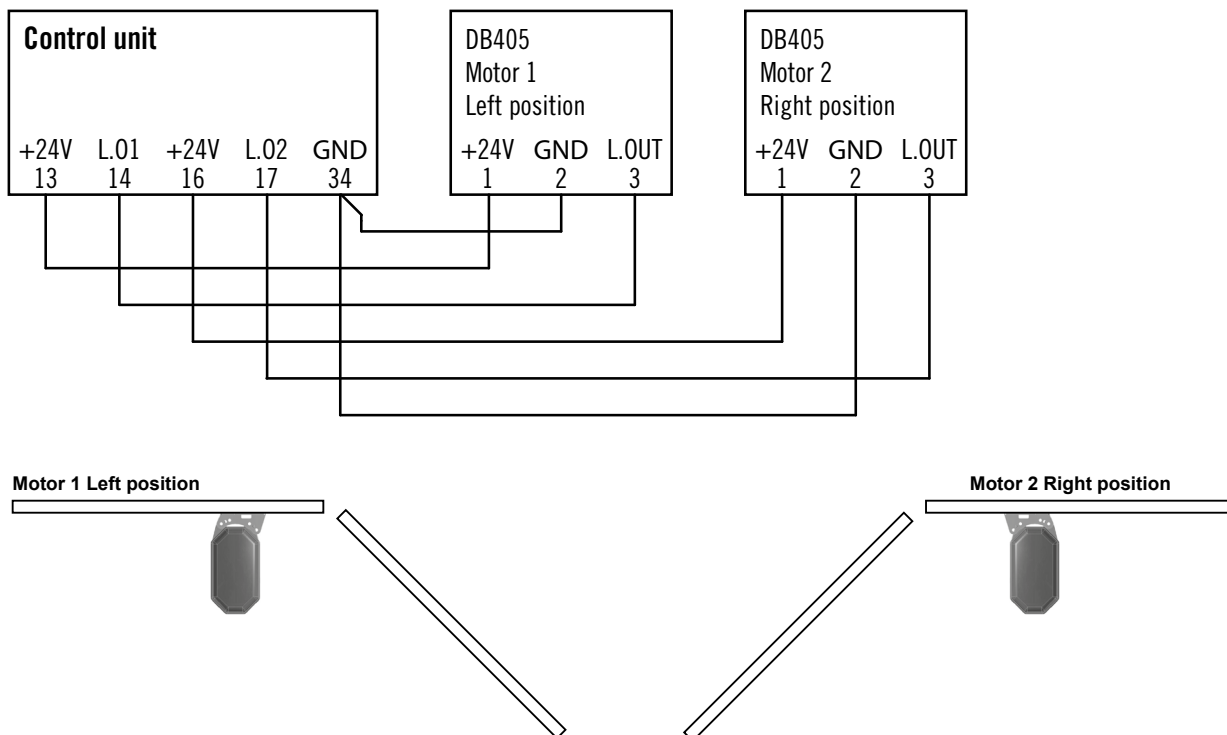 Control unit
+24V L.01 +24V L.02 GND
13 14 16 17 34
DB405
Motor 1
Left position
+24V GND L.OUT
1 2 3
DB405
Motor 2
Right position
+24V GND L.OUT
1 2 3
Motor 1 Left position
Motor 2 Right position